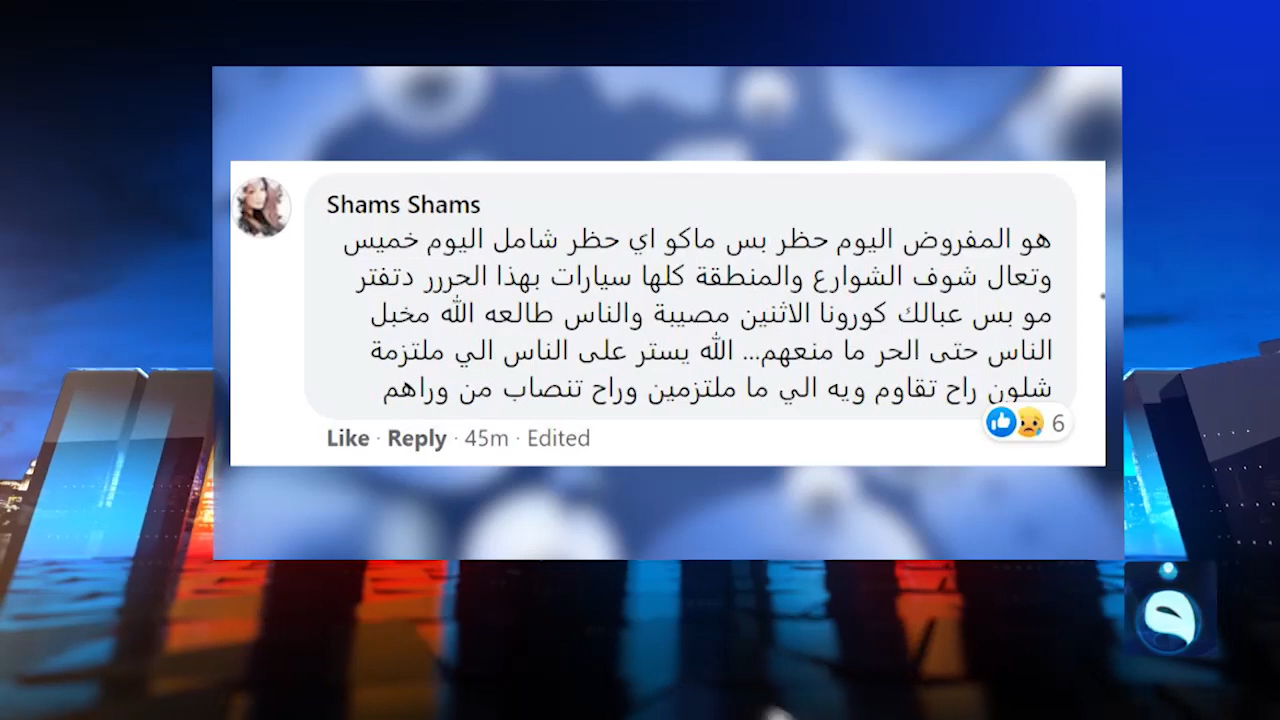 Shams Shams
هو المفروض اليوم حظر بس ماكو اي حظر شامل اليوم خميس
وتعال شوف الشوارع والمنطقة كلها سيارات بهذا الحررر دتفتر
مو بس عبالك كورونا الاثنين مصيبة والناس طالعه الله مخبل
الناس حتى الحر ما منعهم... الله يستر على الناس الي ملتزمة
شلون راح تقاوم ويه الي ما ملتزمين وراح تنصاب من وراهم
6
Like · Reply · 45m · Edited